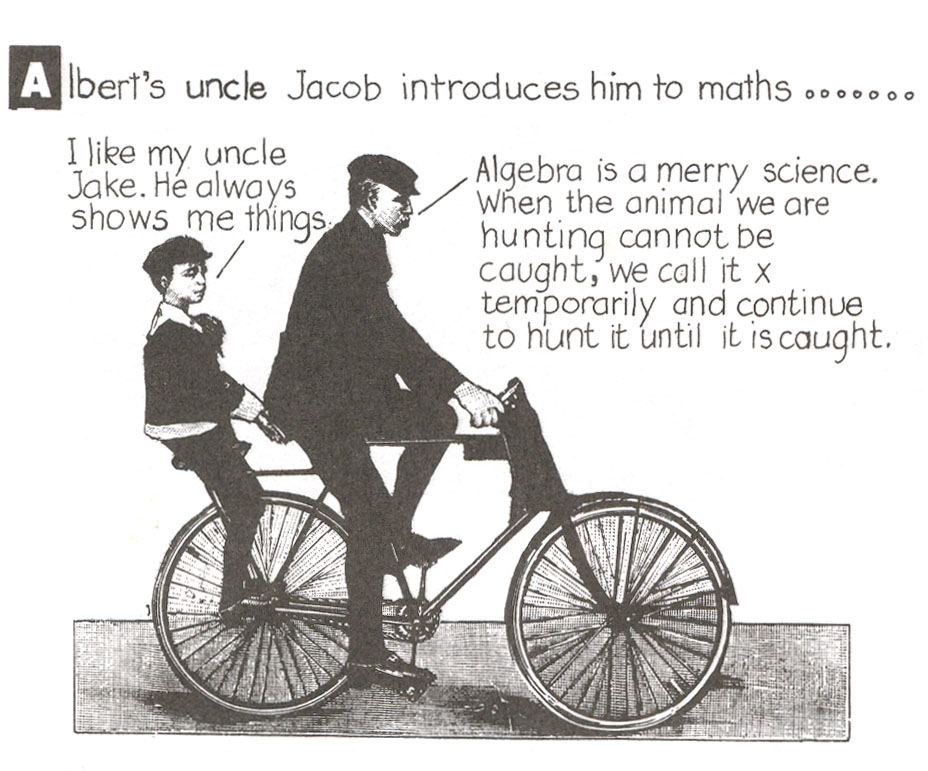 Albert's uncle Jacob introduces him to maths .......
I like my uncle
Jake. He always
shows me things.
Algebra is a merry science.
When the animal we are
hunting cannot be
caught, we call it x
temporarily and continue
to hunt it until it is caught.